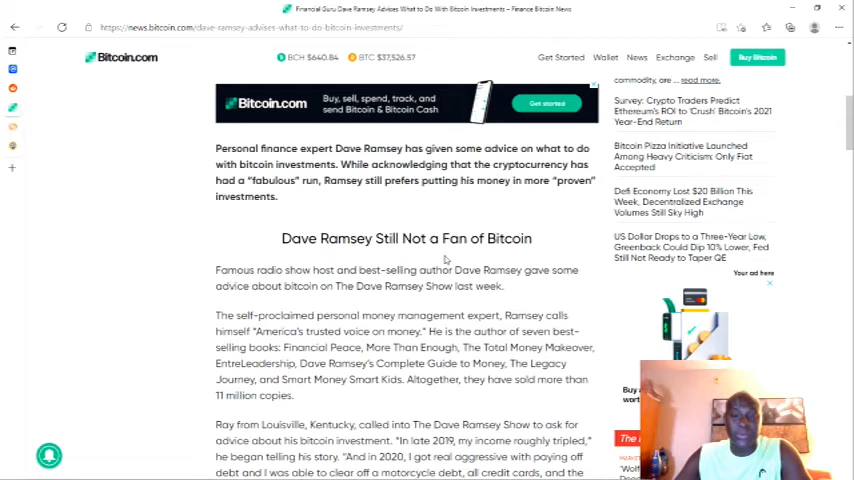 Financial Guru Dave Ramsey Advises What to Do With Bitcoin Investments – Finance Bitcoin News
https://news.bitcoin.com/dave-ramsey-advises-what-to-do-bitcoin-investments/
Bitcoin.com
BCH $640.84
BTC $37,526.57
Get Started
Wallet
News
Exchange
Sell
Buy Bitcoin
Bitcoin.com
Buy, sell, spend, track, and
send Bitcoin & Bitcoin Cash
Get started
Personal finance expert Dave Ramsey has given some advice on what to do
with bitcoin investments. While acknowledging that the cryptocurrency has
had a “fabulous” run, Ramsey still prefers putting his money in more “proven”
investments.
Dave Ramsey Still Not a Fan of Bitcoin
Famous radio show host and best-selling author Dave Ramsey gave some
advice about bitcoin on The Dave Ramsey Show last week.
The self-proclaimed personal money management expert, Ramsey calls
himself “America's trusted voice on money.” He is the author of seven best-
selling books: Financial Peace, More Than Enough, The Total Money Makeover,
EntreLeadership, Dave Ramsey's Complete Guide to Money, The Legacy
Journey, and Smart Money Smart Kids. Altogether, they have sold more than
11 million copies.
Ray from Louisville, Kentucky, called into The Dave Ramsey Show to ask for
advice about his bitcoin investment. “In late 2019, my income roughly tripled,”
he began telling his story. “And in 2020, I got real aggressive with paying off
debt and I was able to clear off a motorcycle debt, all credit cards, and the
commodity, are ... read more.
Survey: Crypto Traders Predict
Ethereum's ROI to 'Crush' Bitcoin's 2021
Year-End Return
Bitcoin Pizza Initiative Launched
Among Heavy Criticism: Only Fiat
Accepted
Defi Economy Lost $20 Billion This
Week, Decentralized Exchange
Volumes Still Sky High
US Dollar Drops to a Three-Year Low,
Greenback Could Dip 10% Lower, Fed
Still Not Ready to Taper QE
Your ad here
Buy a
wort
The
MARKE
'Wolf